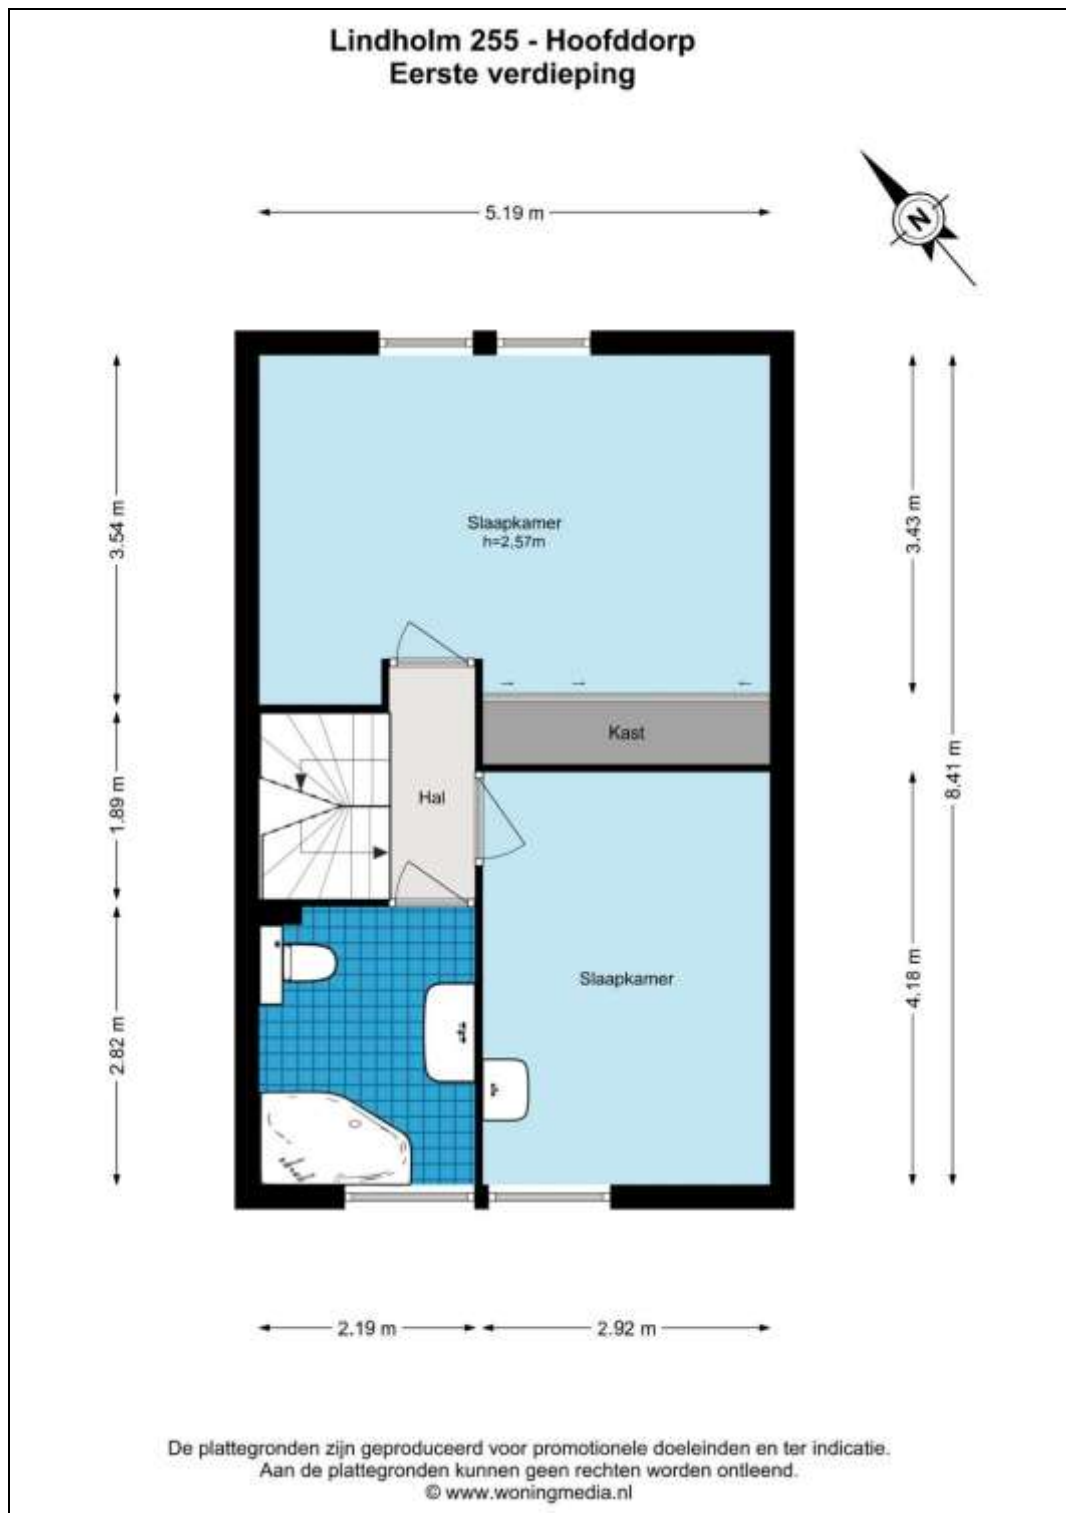 Lindholm 255 - Hoofddorp
Eerste verdieping
N
5.19 m
3.54 m
3.43 m
Slaapkamer
h=2,57m
Kast
8.41 m
1.89 m
Hal
Slaapkamer
4.18 m
2.82 m
2.19 m
2.92 m
De plattegronden zijn geproduceerd voor promotionele doeleinden en ter indicatie.
Aan de plattegronden kunnen geen rechten worden ontleend.
© www.woningmedia.nl